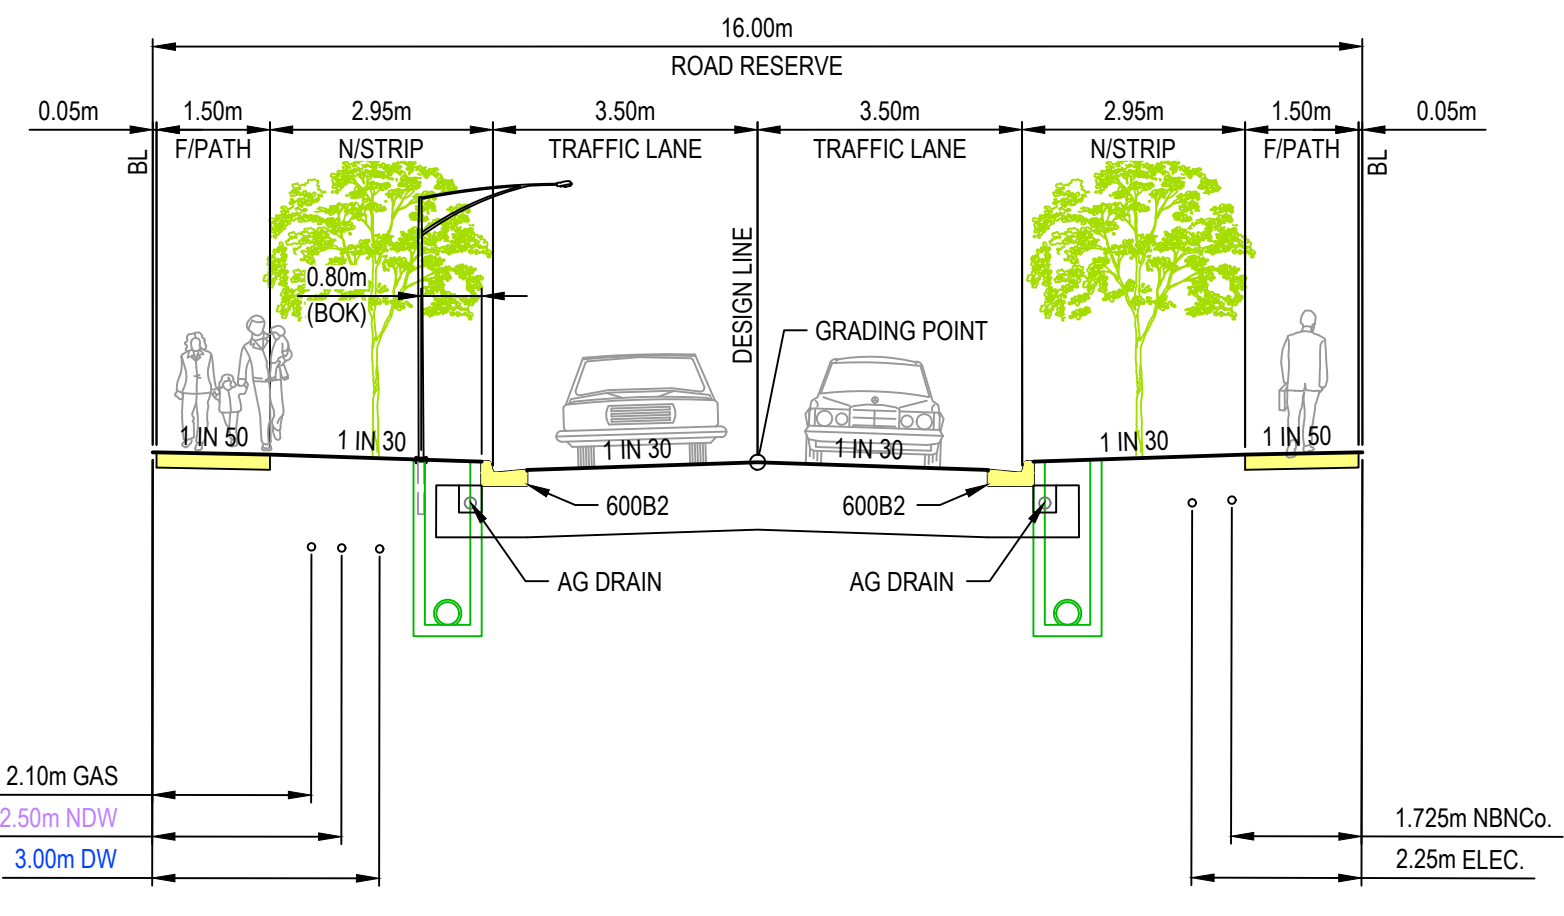 16.00m
ROAD RESERVE
0.05m 1.50m 2.95m 3.50m 3.50m 2.95m 1.50m 0.05m
BL F/PATH N/STRIP TRAFFIC LANE TRAFFIC LANE N/STRIP F/PATH BL
DESIGN LINE
0.80m
(BOK)
GRADING POINT
1 IN 50 1 IN 30 1 IN 30 1 IN 30 1 IN 30 1 IN 50
600B2 600B2
AG DRAIN AG DRAIN
2.10m GAS
2.50m NDW 1.725m NBNCo.
3.00m DW 2.25m ELEC.